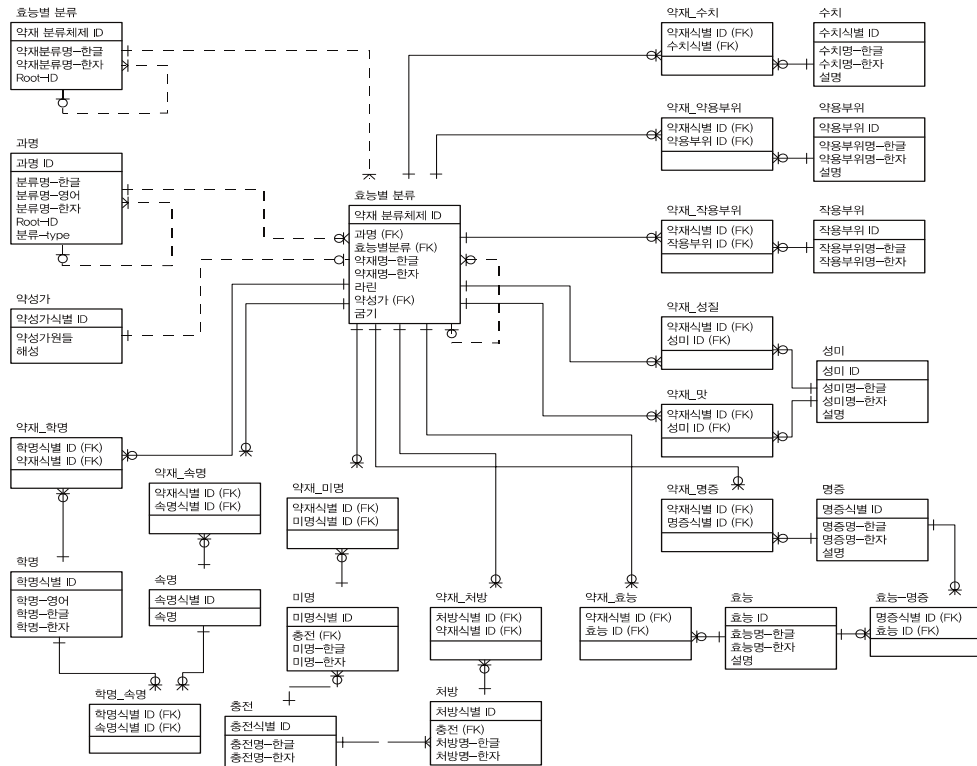 효능별 분류
약재 분류체제 ID
약재분류명-한글
약재분류명-한자
Root-ID
과명
과명 ID
분류명-한글
분류명-영어
분류명-한자
Root-ID
분류-type
약성가
약성가식별 ID
약성가원들
해성
약재_학명
학명식별 ID (FK)
약재식별 ID (FK)
학명
학명식별 ID
학명-영어
학명-한글
학명-한자
약재_속명
약재식별 ID (FK)
속명식별 ID (FK)
속명
속명식별 ID
속명
학명_속명
학명식별 ID (FK)
속명식별 ID (FK)
효능별 분류
약재 분류체제 ID
과명 (FK)
효능별분류 (FK)
약재명-한글
약재명-한자
라린
약성가 (FK)
굼기
약재_미명
약재식별 ID (FK)
미명식별 ID (FK)
미명
미명식별 ID
충전 (FK)
미명-한글
미명-한자
충전
충전식별 ID
충전명-한글
충전명-한자
약재_처방
처방식별 ID (FK)
약재식별 ID (FK)
처방
처방식별 ID
충전 (FK)
처방명-한글
처방명-한자
약재_수치
약재식별 ID (FK)
수치식별 (FK)
수치
수치식별 ID
수치명-한글
수치명-한자
설명
약재_약용부위
약재식별 ID (FK)
약용부위 ID (FK)
약용부위
약용부위 ID
약용부위명-한글
약용부위명-한자
설명
약재_작용부위
약재식별 ID (FK)
작용부위 ID (FK)
작용부위
작용부위 ID
작용부위명-한글
작용부위명-한자
약재_성질
약재식별 ID (FK)
성미 ID (FK)
약재_맛
약재식별 ID (FK)
성미 ID (FK)
성미
성미 ID
성미명-한글
성미명-한자
설명
약재_명증
약재식별 ID (FK)
명증식별 ID (FK)
명증
명증식별 ID
명증명-한글
명증명-한자
설명
약재_효능
약재식별 ID (FK)
효능 ID (FK)
효능
효능 ID
효능명-한글
효능명-한자
설명
효능-명증
명증식별 ID (FK)
효능 ID (FK)